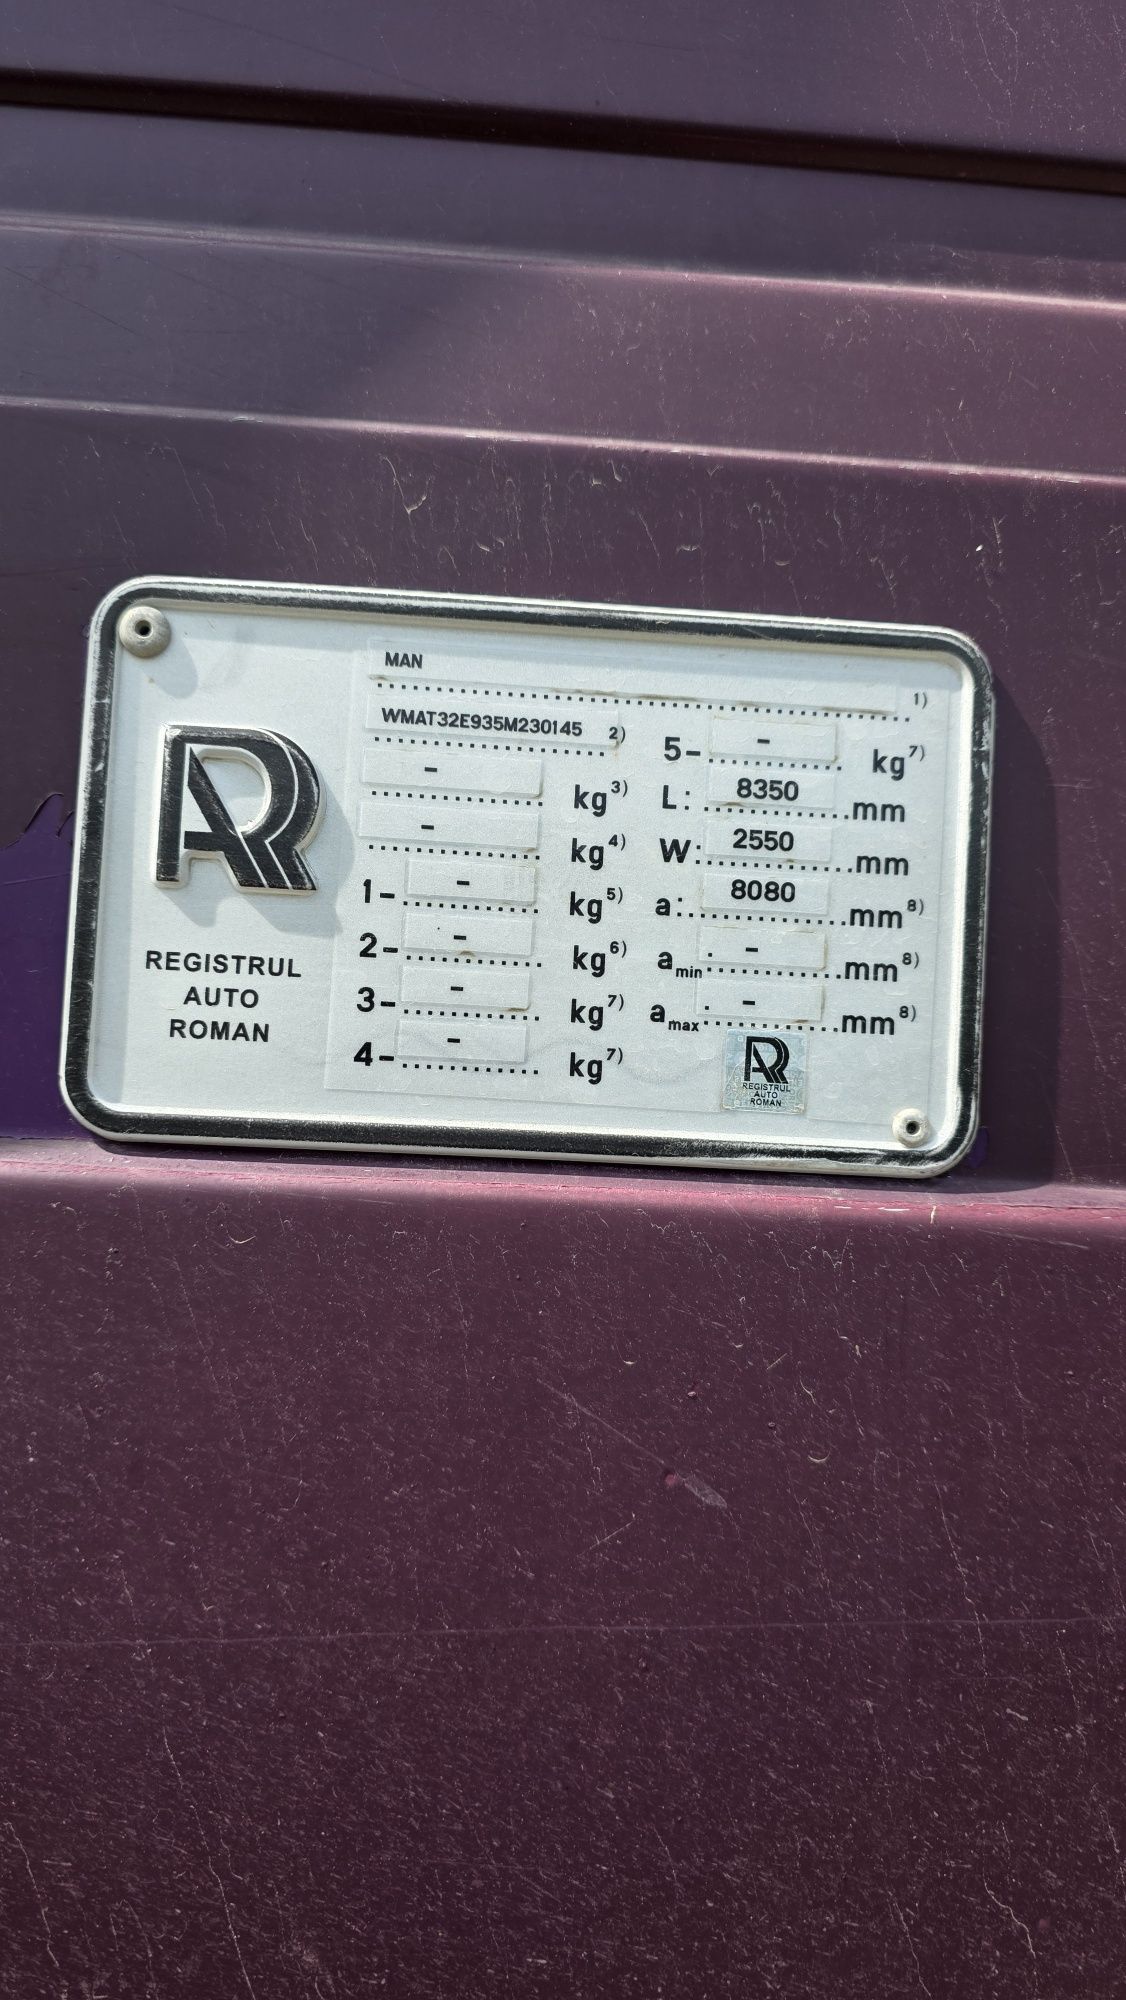 MAN
1)
WMAT32E935M230145 2)
- kg3)
- kg4)
1- - kg5)
2- - kg6)
3- - kg7)
4- - kg7)
5- - kg7)
L: 8350 mm
W: 2550 mm
a: 8080 mm8)
amin - mm8)
amax - mm8)
REGISTRUL
AUTO
ROMAN
REGISTRUL
AUTO
ROMAN